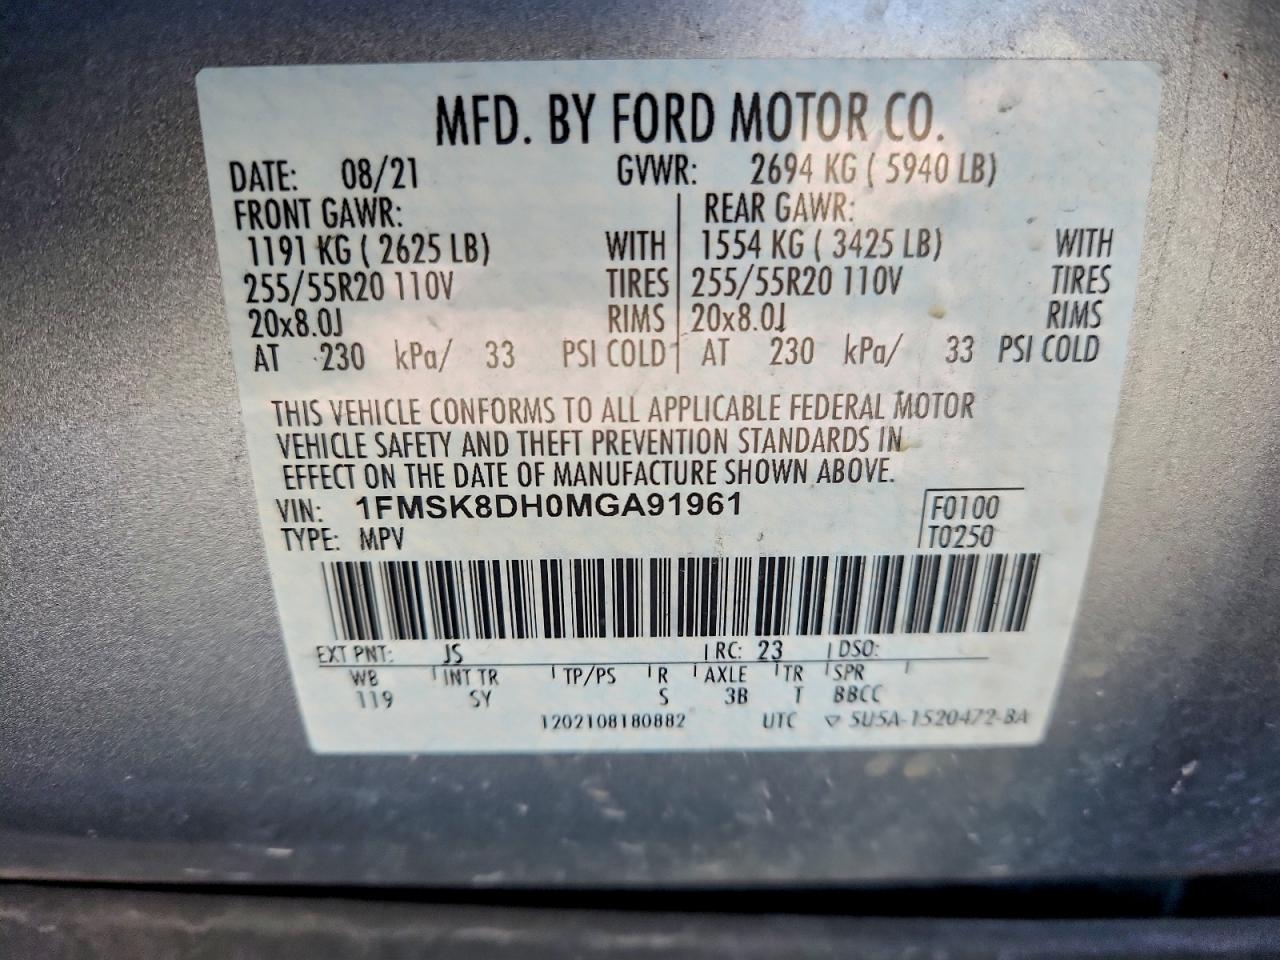 MFD. BY FORD MOTOR CO.
DATE: 08/21 GVWR: 2694 KG ( 5940 LB)
FRONT GAWR: REAR GAWR:
1191 KG ( 2625 LB) WITH 1554 KG ( 3425 LB) WITH
255/55R20 110V TIRES 255/55R20 110V TIRES
20x8.0J RIMS 20x8.0J RIMS
AT 230 kPa/ 33 PSI COLD AT 230 kPa/ 33 PSI COLD
THIS VEHICLE CONFORMS TO ALL APPLICABLE FEDERAL MOTOR
VEHICLE SAFETY AND THEFT PREVENTION STANDARDS IN
EFFECT ON THE DATE OF MANUFACTURE SHOWN ABOVE.
VIN: 1FMSK8DH0MGA91961 F0100
TYPE: MPV T0250
EXT PNT: JS RC: 23 DSO:
WB INT TR TP/PS R AXLE TR SPR
119 SY S 3B T BBCC
1202108180882 UTC ▽ 5U5A-1520472-BA